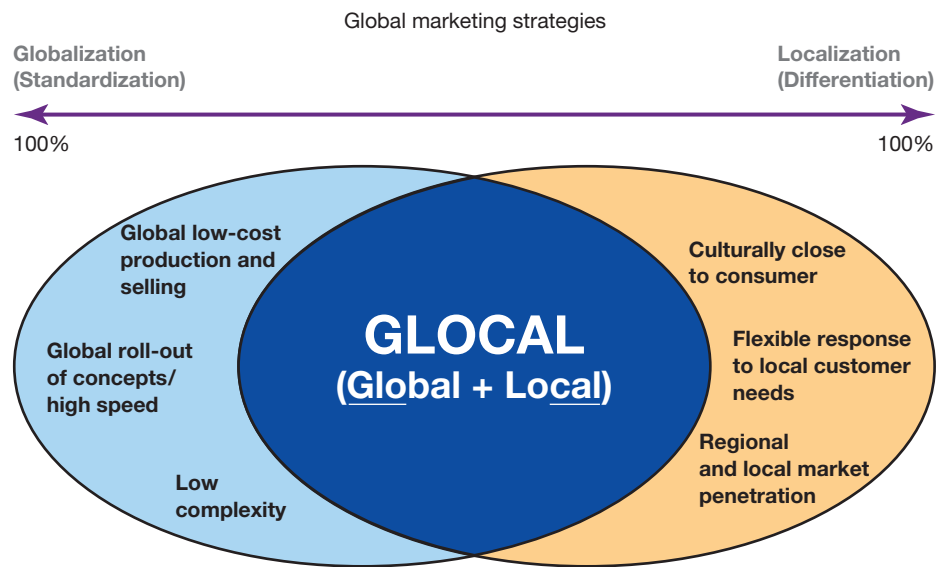 Global marketing strategies
Globalization
(Standardization)
Localization
(Differentiation)
100%
100%
Global low-cost
production and
selling
Global roll-out
of concepts/
high speed
Low
complexity
GLOCAL
(Global + Local)
Culturally close
to consumer
Flexible response
to local customer
needs
Regional
and local market
penetration